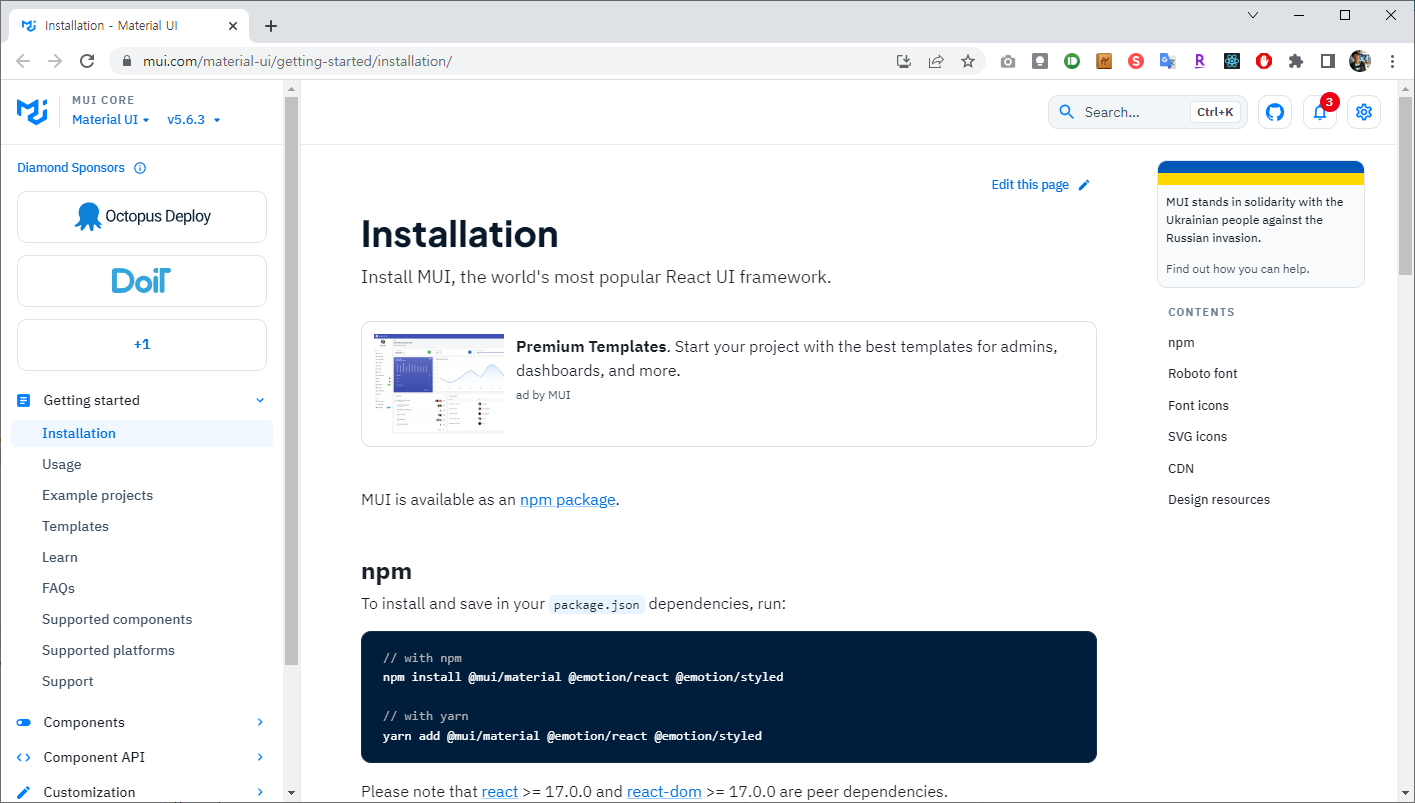 Installation - Material UI
mui.com/material-ui/getting-started/installation/
MUI CORE
Material UI
v5.6.3
Search...
Ctrl+K
3
Diamond Sponsors
Octopus Deploy
DoiT
+1
Getting started
Installation
Usage
Example projects
Templates
Learn
FAQs
Supported components
Supported platforms
Support
Components
Component API
Customization
Edit this page
Installation
Install MUI, the world's most popular React UI framework.
Premium Templates. Start your project with the best templates for admins,
dashboards, and more.
ad by MUI
MUI is available as an npm package.
npm
To install and save in your package.json dependencies, run:
// with npm
npm install @mui/material @emotion/react @emotion/styled
// with yarn
yarn add @mui/material @emotion/react @emotion/styled
Please note that react >= 17.0.0 and react-dom >= 17.0.0 are peer dependencies.
MUI stands in solidarity with the
Ukrainian people against the
Russian invasion.
Find out how you can help.
CONTENTS
npm
Roboto font
Font icons
SVG icons
CDN
Design resources